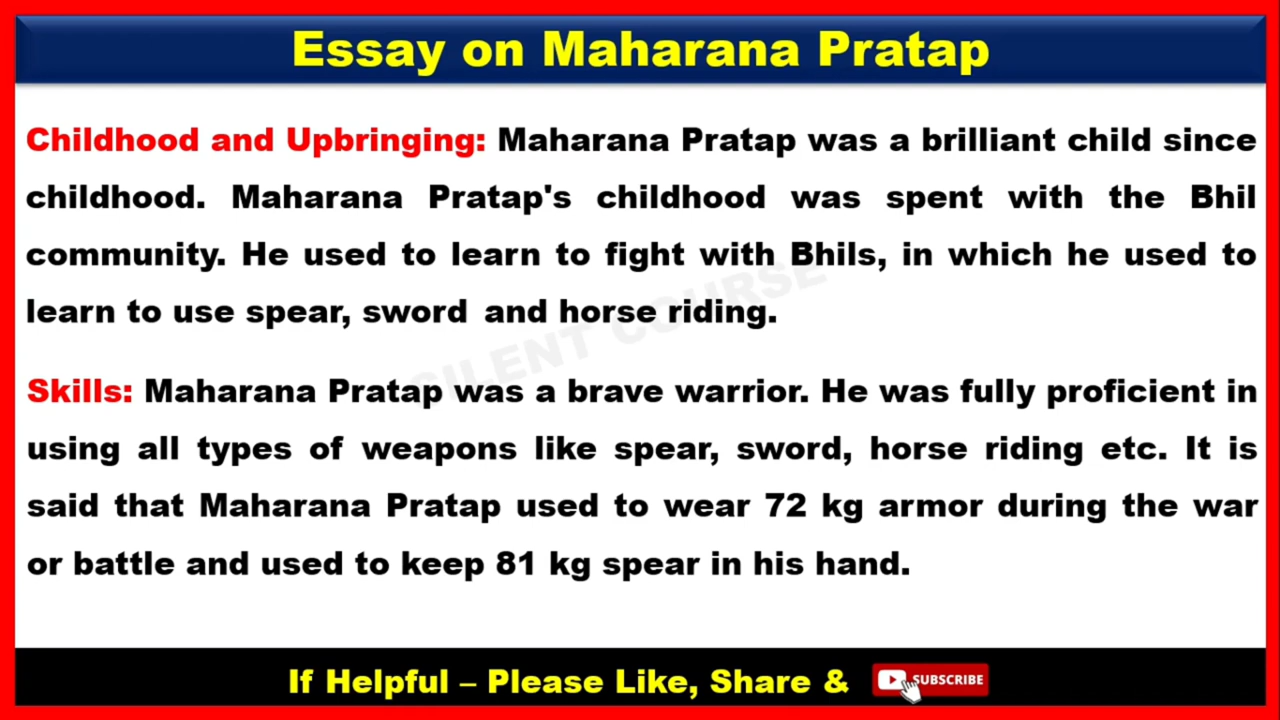 Essay on Maharana Pratap
Childhood and Upbringing: Maharana Pratap was a brilliant child since
childhood. Maharana Pratap's childhood was spent with the Bhil
community. He used to learn to fight with Bhils, in which he used to
learn to use spear, sword and horse riding.
SILENT COURSE
Skills: Maharana Pratap was a brave warrior. He was fully proficient in
using all types of weapons like spear, sword, horse riding etc. It is
said that Maharana Pratap used to wear 72 kg armor during the war
or battle and used to keep 81 kg spear in his hand.
If Helpful – Please Like, Share & SUBSCRIBE